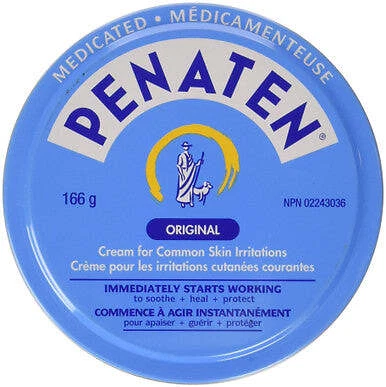 MEDICATED • MÉDICAMENTEUSE
PENATEN®
166 g
NPN 02243036
ORIGINAL
Cream for Common Skin Irritations
Crème pour les irritations cutanées courantes
IMMEDIATELY STARTS WORKING
to soothe + heal + protect
COMMENCE À AGIR INSTANTANÉMENT
pour apaiser + guérir + protéger